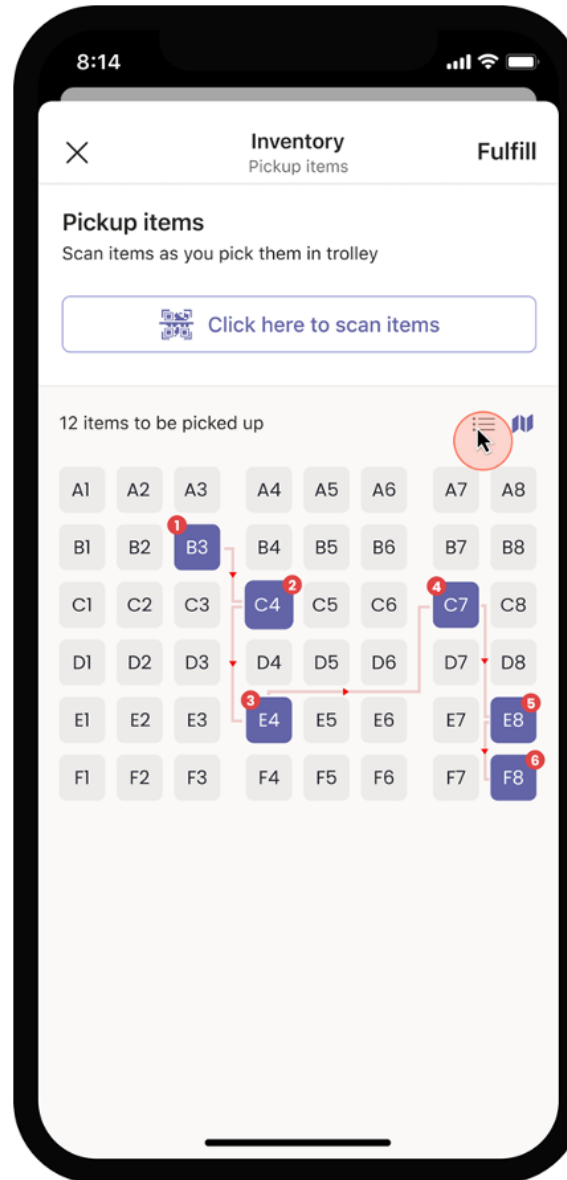 8:14
Inventory
Pickup items
Fulfill
Pickup items
Scan items as you pick them in trolley
Click here to scan items
12 items to be picked up
A1 A2 A3 A4 A5 A6 A7 A8
1
B1 B2 B3 B4 B5 B6 B7 B8
2 4
C1 C2 C3 C4 C5 C6 C7 C8
D1 D2 D3 D4 D5 D6 D7 D8
3 5
E1 E2 E3 E4 E5 E6 E7 E8
6
F1 F2 F3 F4 F5 F6 F7 F8